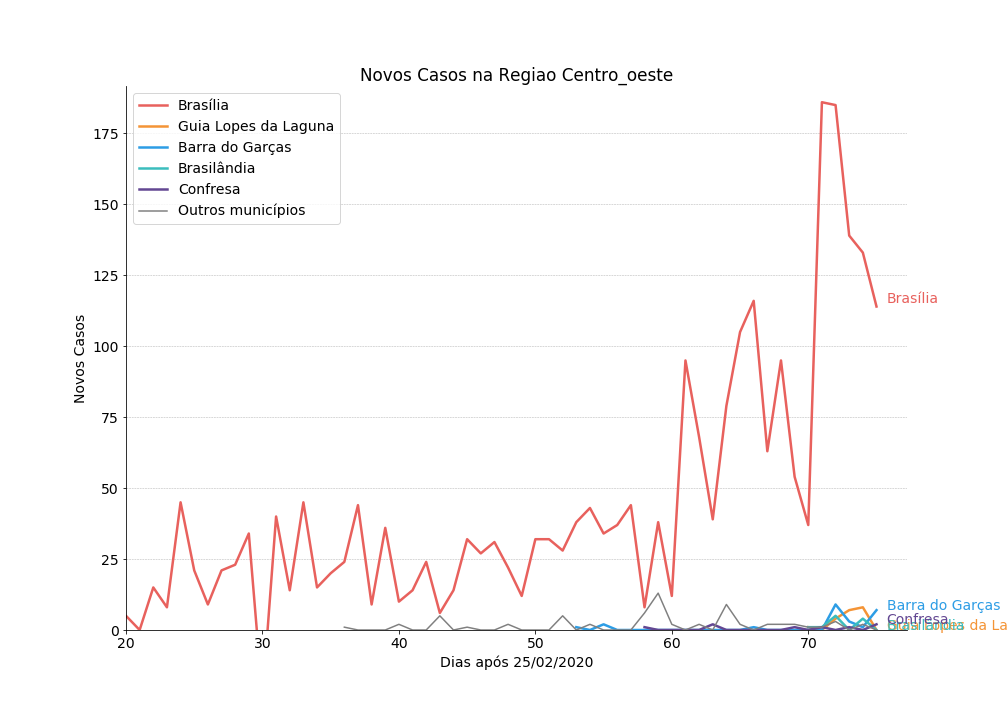 Novos Casos na Regiao Centro_oeste
Brasília
Guia Lopes da Laguna
Barra do Garças
Brasilândia
Confresa
Outros municípios
175
150
125
100
75
50
25
0
Novos Casos
20
30
40
50
60
70
Dias após 25/02/2020
Brasília
Barra do Garças
Confresa